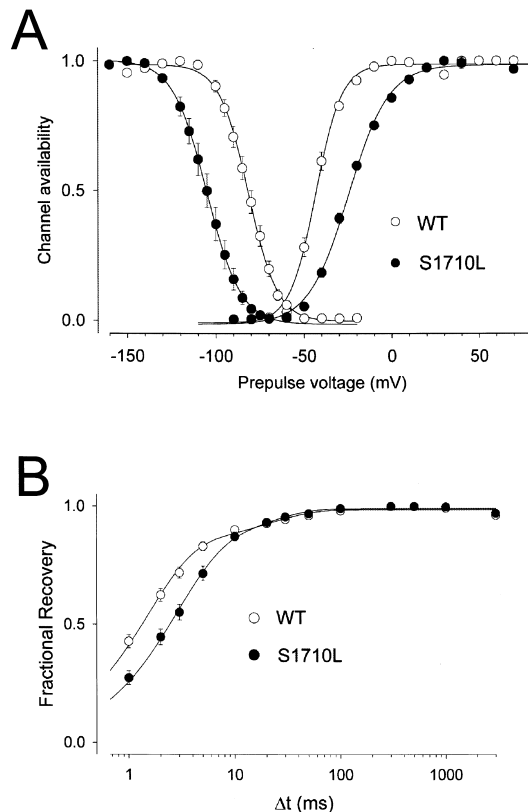 A
1.0
0.5
0.0
Channel availability
WT
S1710L
-150 -100 -50 0 50
Prepulse voltage (mV)
B
1.0
0.5
0.0
Fractional Recovery
WT
S1710L
1 10 100 1000
Δt (ms)